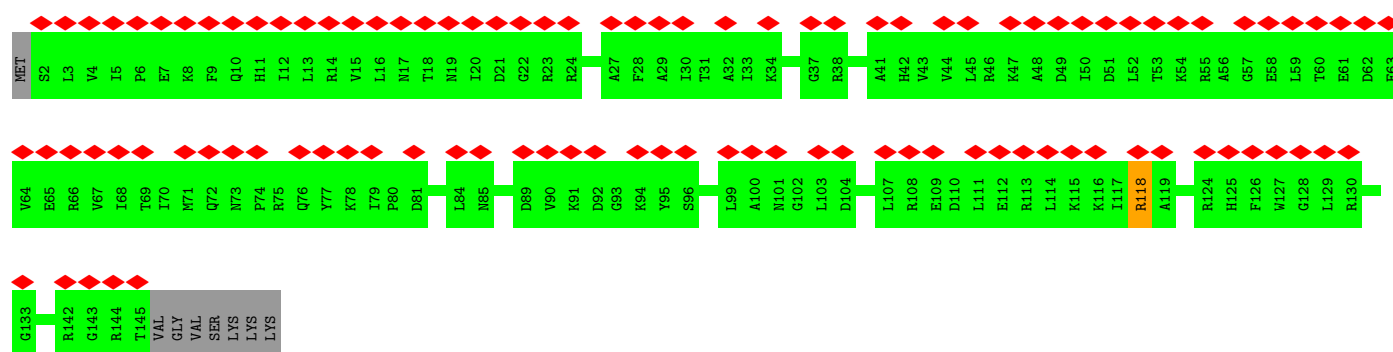 MET S2 L3 V4 I5 P6 E7 K8 F9 Q10 H11 I12 L13 R14 V15 L16 N17 T18 N19 I20 D21 G22 R23 R24 A27 F28 A29 I30 T31 A32 I33 K34 G37 R38 A41 H42 V43 V44 L45 R46 K47 A48 D49 I50 D51 L52 T53 K54 R55 A56 G57 E58 L59 T60 E61 D62 E63
V64 E65 R66 V67 I68 T69 I70 M71 Q72 N73 P74 R75 Q76 Y77 K78 I79 P80 D81 L84 N85 D89 V90 K91 D92 G93 K94 Y95 S96 L99 A100 N101 G102 L103 D104 L107 R108 E109 D110 L111 E112 R113 L114 K115 K116 I117 R118 A119 R124 H125 F126 W127 G128 L129 R130
G133 R142 G143 R144 T145 VAL GLY VAL SER LYS LYS LYS